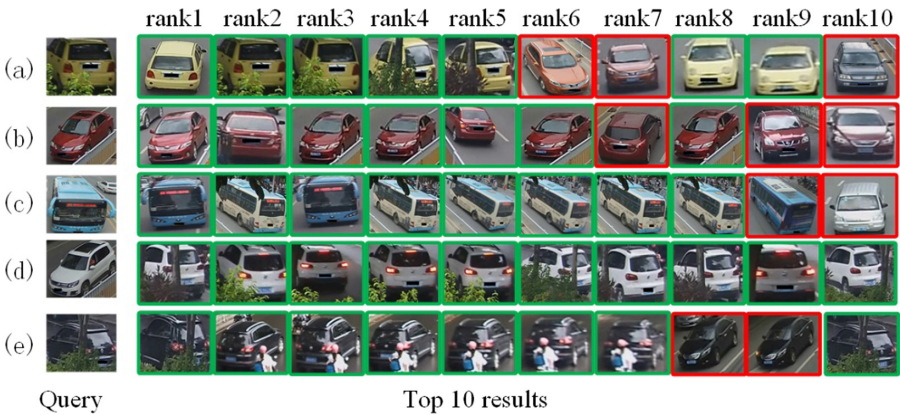 rank1 rank2 rank3 rank4 rank5 rank6 rank7 rank8 rank9 rank10
(a)
(b)
(c)
(d)
(e)
Query Top 10 results